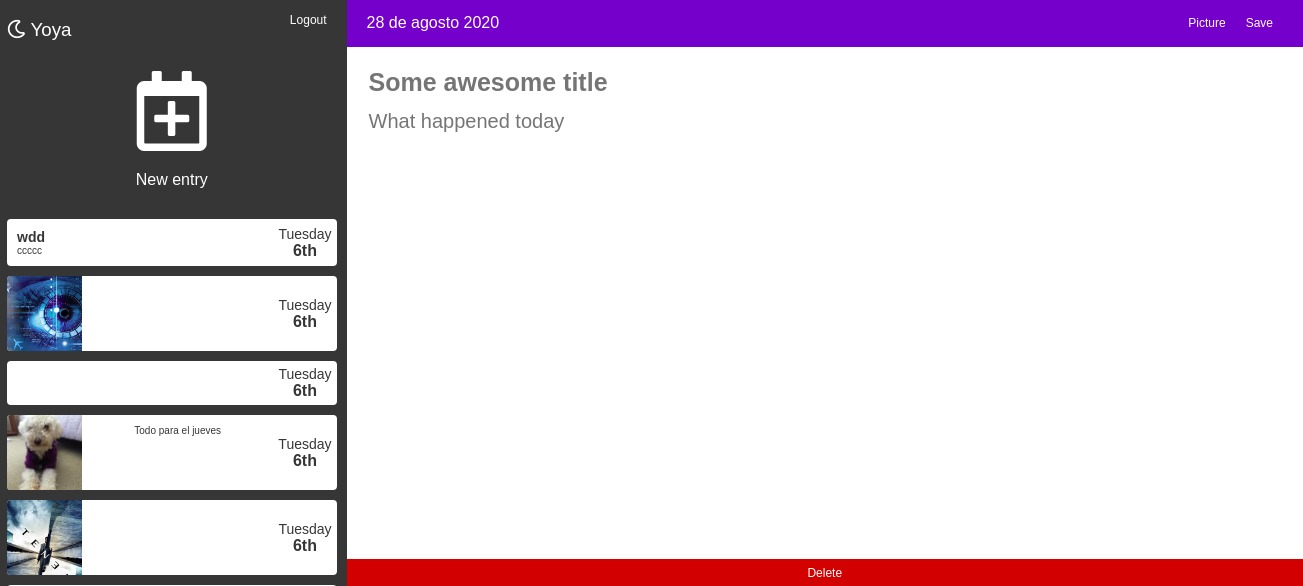 Yoya
Logout
New entry
wdd
ccccc
Tuesday
6th
Tuesday
6th
Tuesday
6th
Todo para el jueves
Tuesday
6th
Tuesday
6th
28 de agosto 2020
Picture
Save
Some awesome title
What happened today
Delete